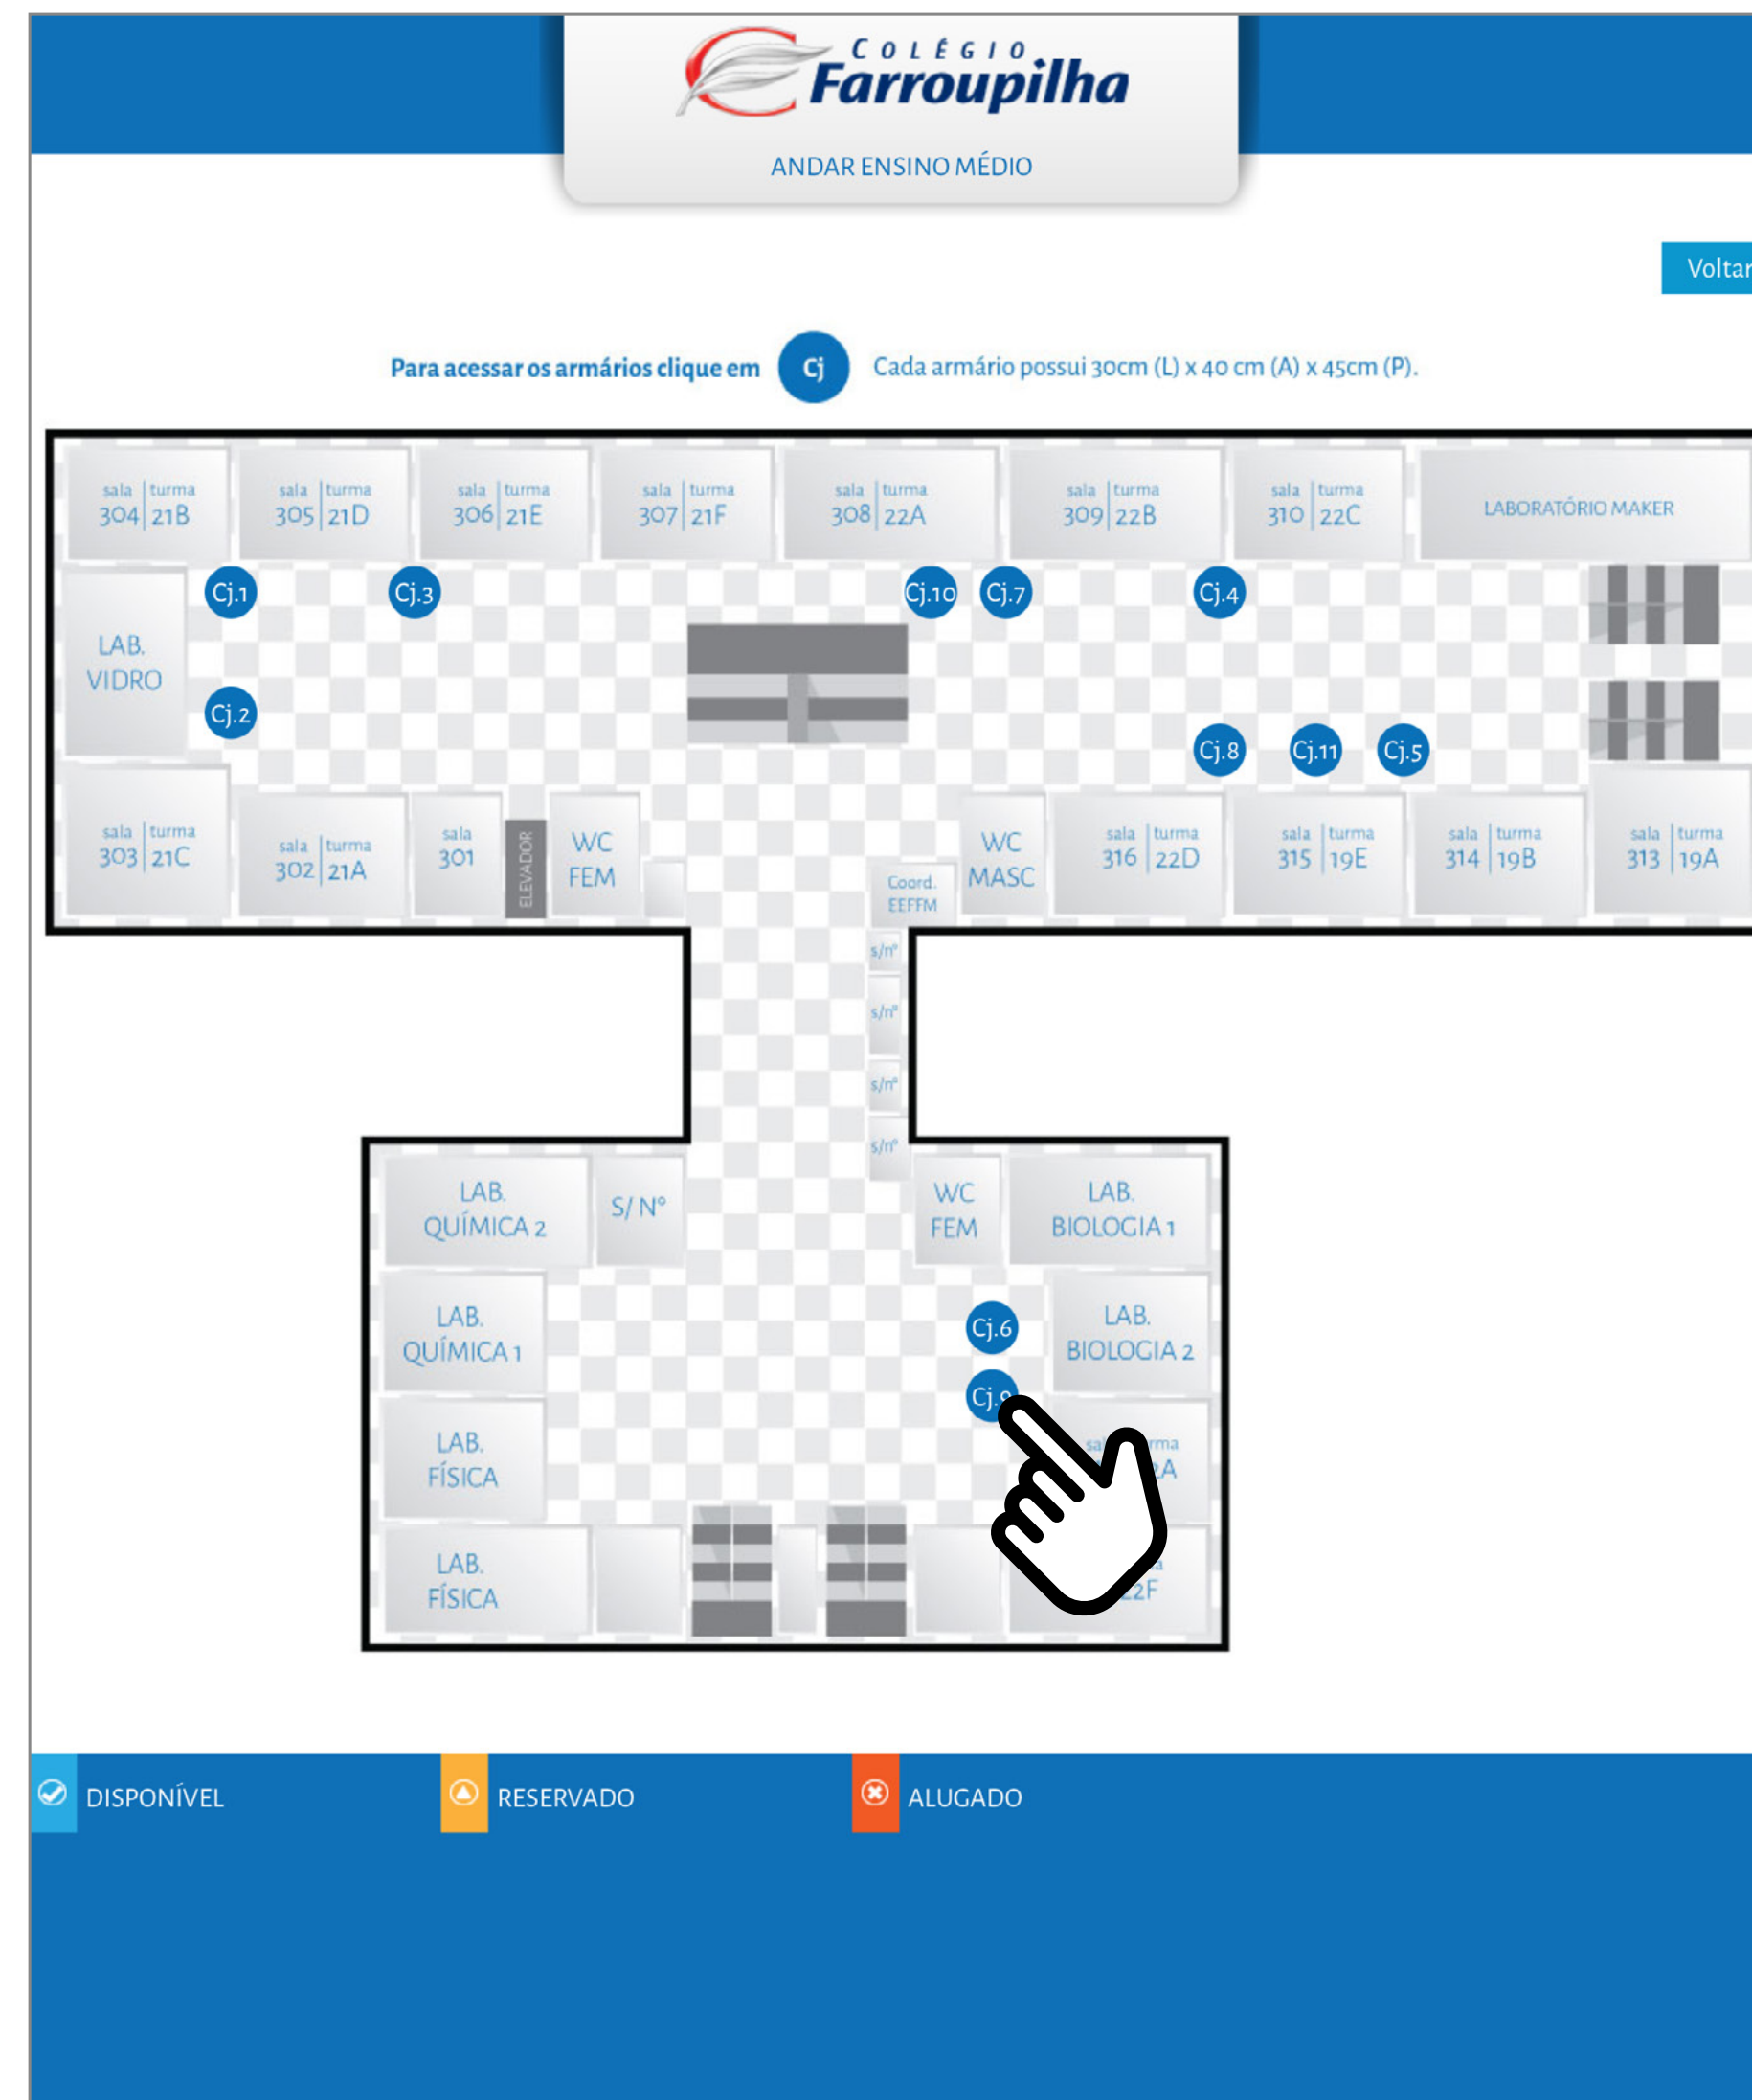 COLÉGIO
Farroupilha
ANDAR ENSINO MÉDIO
Voltar
Para acessar os armários clique em Cj Cada armário possui 30cm (L) x 40 cm (A) x 45cm (P).
sala turma
304 21B
sala turma
305 21D
sala turma
306 21E
sala turma
307 21F
sala turma
308 22A
sala turma
309 22B
sala turma
310 22C
LABORATÓRIO MAKER
Cj.1
Cj.3
Cj.10
Cj.7
Cj.4
LAB.
VIDRO
Cj.2
Cj.8
Cj.11
Cj.5
sala turma
303 21C
sala turma
302 21A
sala
301
ELEVADOR
WC
FEM
Coord.
EEFFM
WC
MASC
sala turma
316 22D
sala turma
315 19E
sala turma
314 19B
sala turma
313 19A
s/nº
s/nº
s/nº
s/nº
LAB.
QUÍMICA 2
S/ Nº
WC
FEM
LAB.
BIOLOGIA 1
LAB.
QUÍMICA 1
Cj.6
LAB.
BIOLOGIA 2
Cj.9
LAB.
FÍSICA
LAB.
FÍSICA
22F
DISPONÍVEL
RESERVADO
ALUGADO